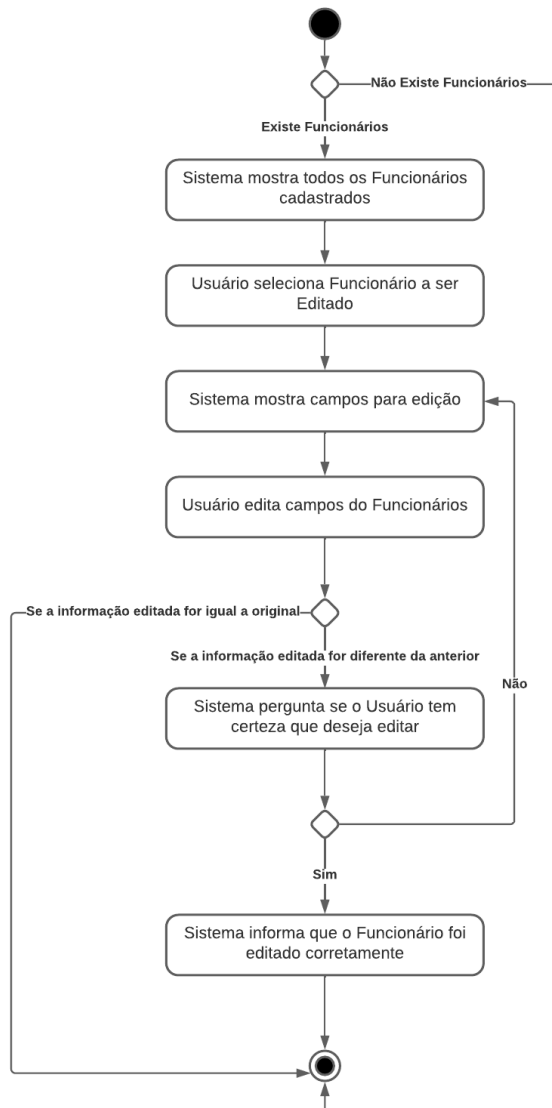 Não Existe Funcionários
Existe Funcionários
Sistema mostra todos os Funcionários
cadastrados
Usuário seleciona Funcionário a ser
Editado
Sistema mostra campos para edição
Usuário edita campos do Funcionários
Se a informação editada for igual a original
Se a informação editada for diferente da anterior
Sistema pergunta se o Usuário tem
certeza que deseja editar
Não
Sim
Sistema informa que o Funcionário foi
editado corretamente